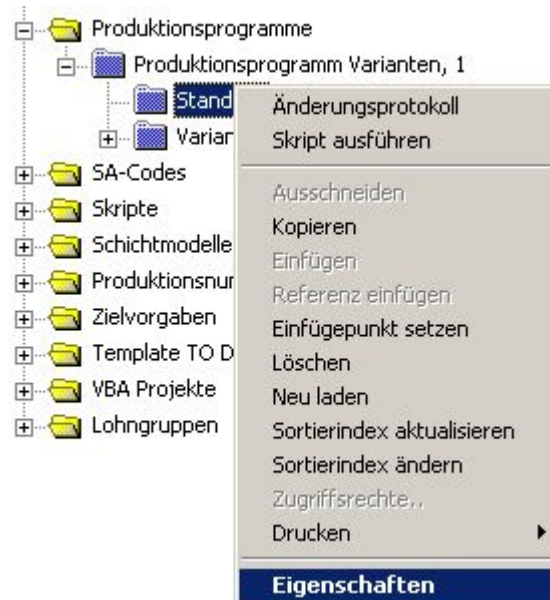 Produktionsprogramme
Produktionsprogramm Varianten, 1
Stand
Varian
SA-Codes
Skripte
Schichtmodelle
Produktionsnur
Zielvorgaben
Template TO D
VBA Projekte
Lohngruppen
Änderungsprotokoll
Skript ausführen
Ausschneiden
Kopieren
Einfügen
Referenz einfügen
Einfügepunkt setzen
Löschen
Neu laden
Sortierindex aktualisieren
Sortierindex ändern
Zugriffsrechte..
Drucken
Eigenschaften